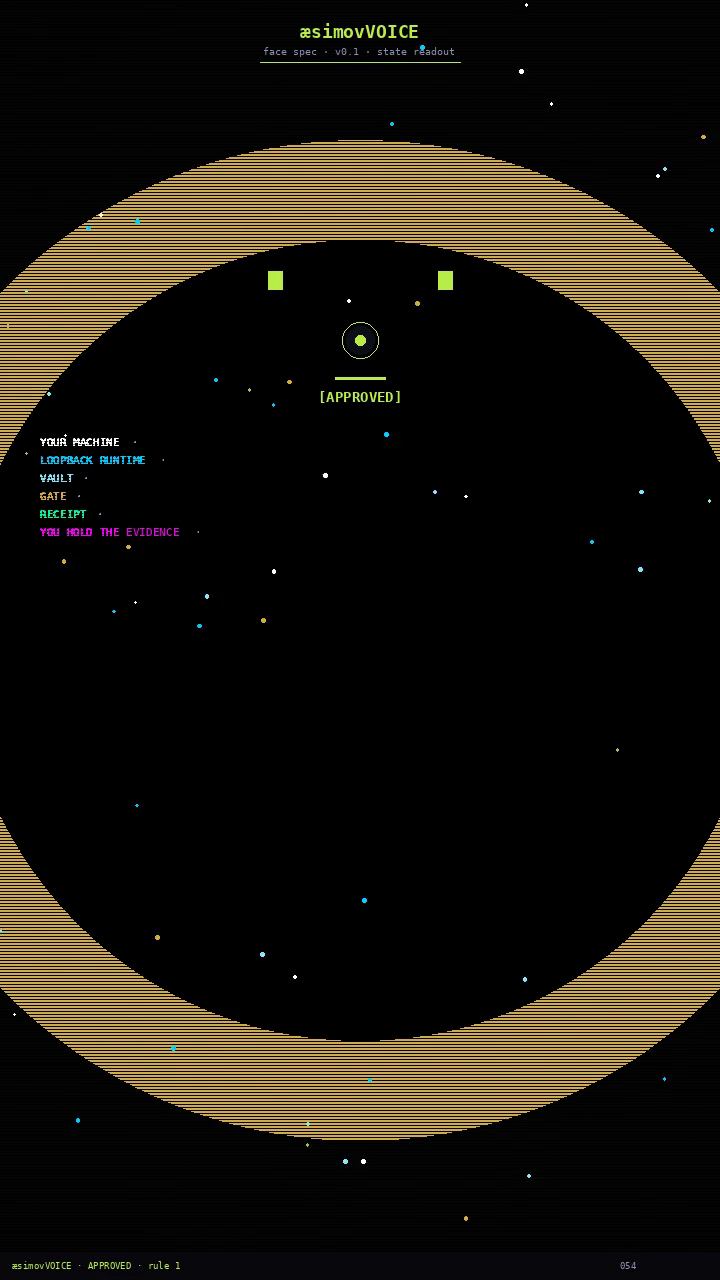 æsimovVOICE
face spec · v0.1 · state readout
[APPROVED]
YOUR MACHINE ·
LOOPBACK RUNTIME ·
VAULT ·
GATE ·
RECEIPT ·
YOU HOLD THE EVIDENCE ·
æsimovVOICE · APPROVED · rule 1
054